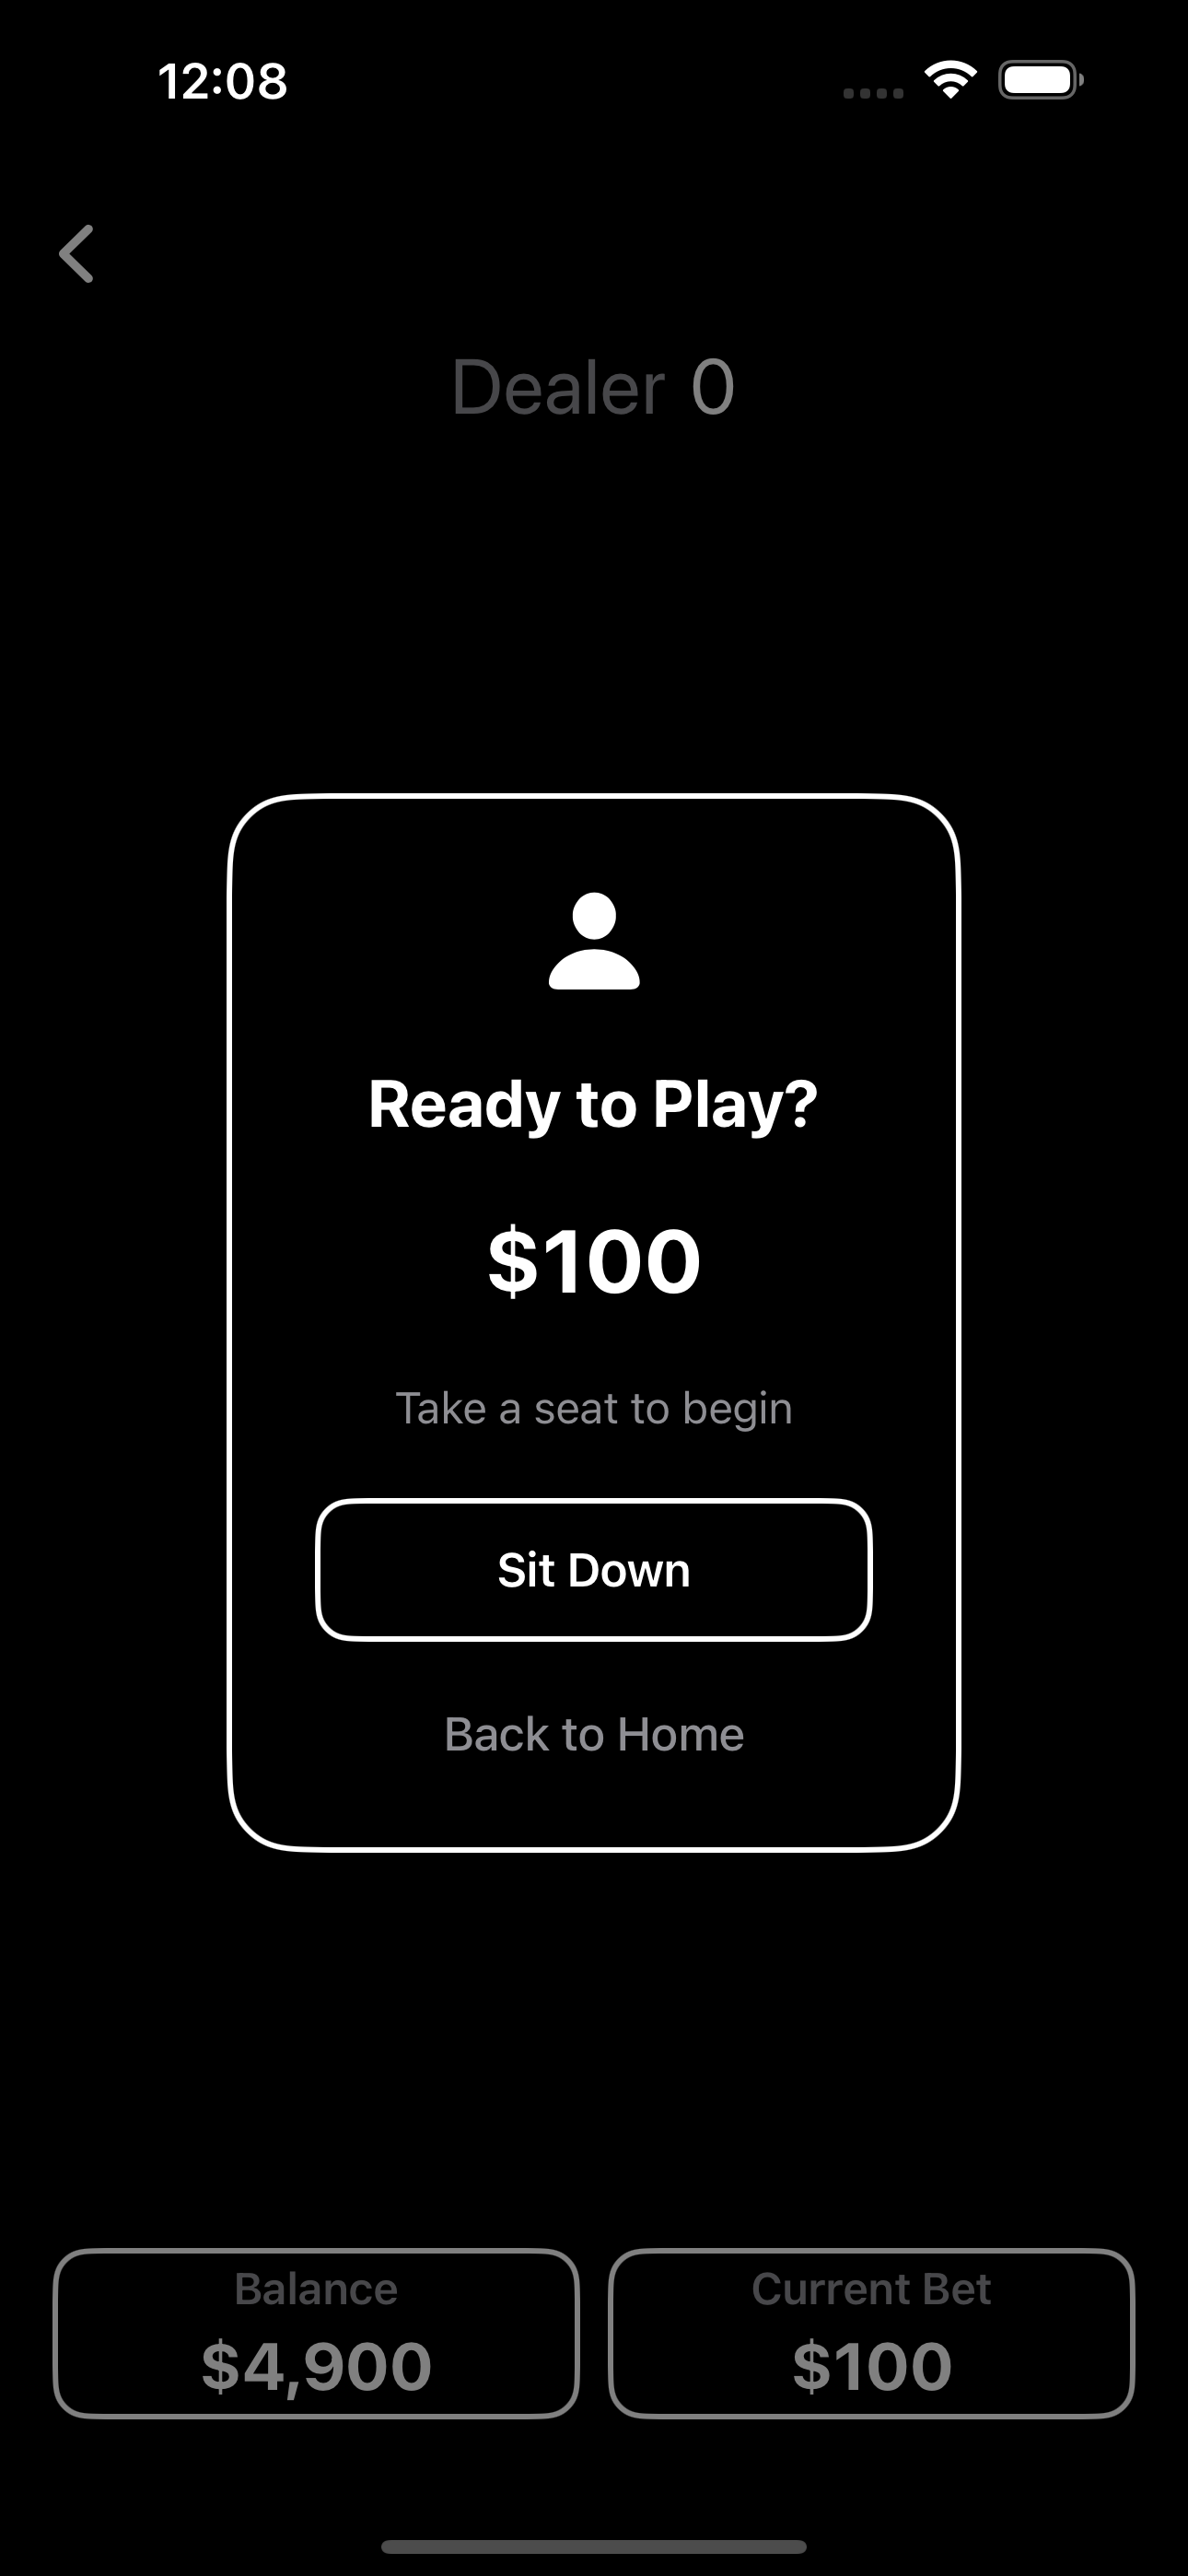 12:08
Dealer 0
Ready to Play?
$100
Take a seat to begin
Sit Down
Back to Home
Balance
$4,900
Current Bet
$100